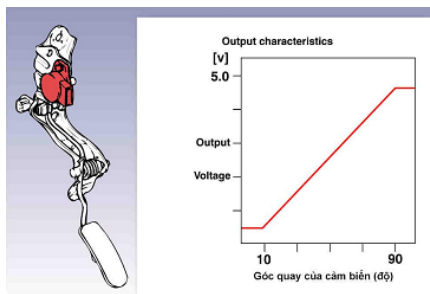 Output characteristics
[v]
5.0
Output
Voltage
10
90
Góc quay của cảm biến (độ)